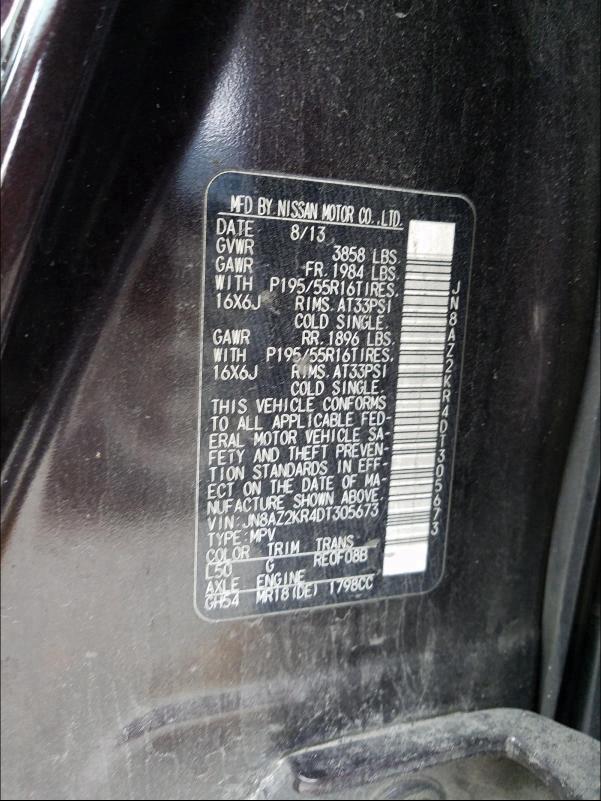 MFD BY NISSAN MOTOR CO.,LTD.
DATE 8/13
GVWR 3858 LBS.
GAWR FR. 1984 LBS.
WITH P195/55R16TIRES.
16X6J RIMS. AT33PSI
COLD SINGLE.
GAWR RR. 1896 LBS.
WITH P195/55R16TIRES.
16X6J RIMS. AT33PSI
COLD SINGLE.
THIS VEHICLE CONFORMS
TO ALL APPLICABLE FED-
ERAL MOTOR VEHICLE SA-
FETY AND THEFT PREVEN-
TION STANDARDS IN EFF-
ECT ON THE DATE OF MA-
NUFACTURE SHOWN ABOVE.
VIN:JN8AZ2KR4DT305673
TYPE:MPV
COLOR TRIM TRANS
L50 G RE0F08B
AXLE ENGINE
GH54 MR18(DE) 1798CC
JN8AZ2KR4DT305673